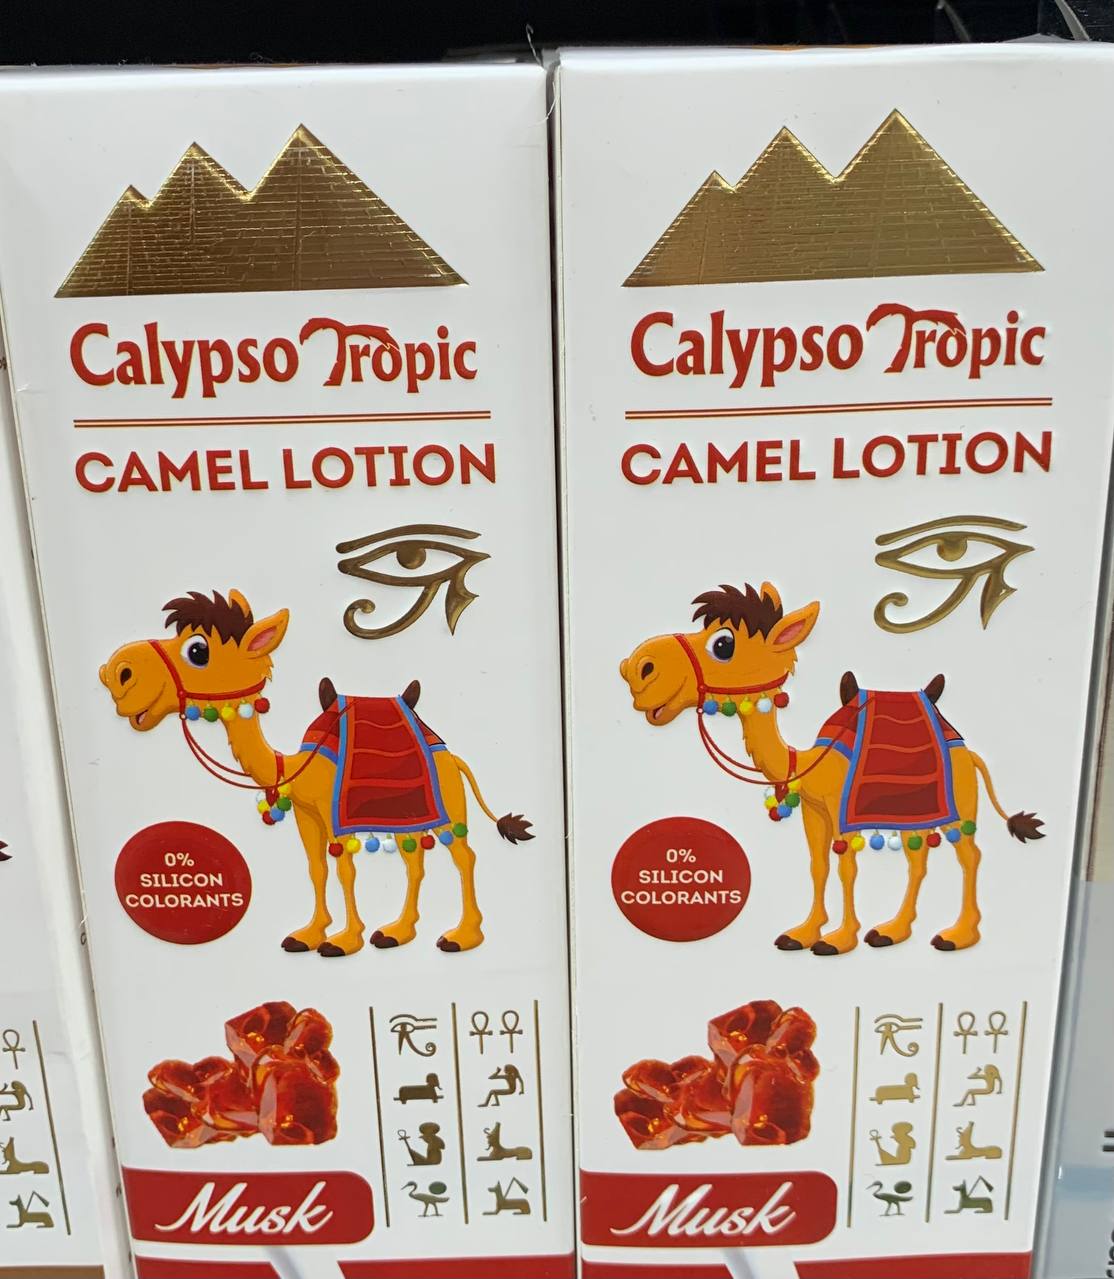 Calypso Tropic
CAMEL LOTION
0%
SILICON
COLORANTS
Musk
Calypso Tropic
CAMEL LOTION
0%
SILICON
COLORANTS
Musk